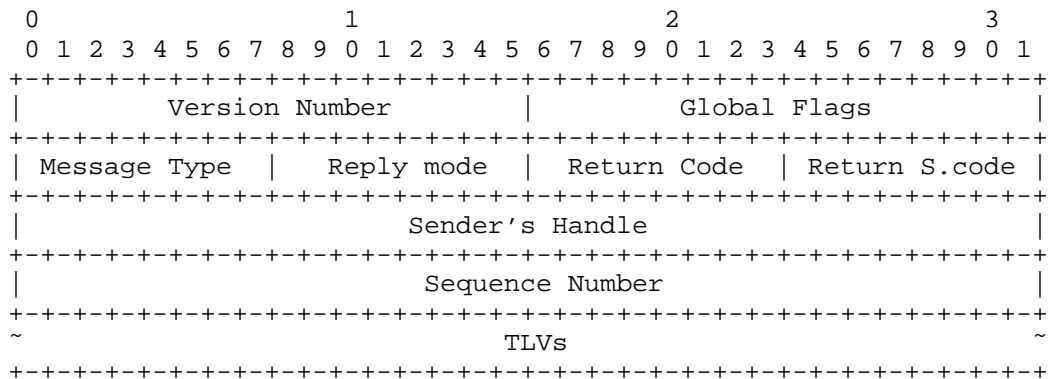 0                   1                   2                   3
 0 1 2 3 4 5 6 7 8 9 0 1 2 3 4 5 6 7 8 9 0 1 2 3 4 5 6 7 8 9 0 1
+-+-+-+-+-+-+-+-+-+-+-+-+-+-+-+-+-+-+-+-+-+-+-+-+-+-+-+-+-+-+-+-+
|         Version Number        |         Global Flags          |
+-+-+-+-+-+-+-+-+-+-+-+-+-+-+-+-+-+-+-+-+-+-+-+-+-+-+-+-+-+-+-+-+
| Message Type  |   Reply mode  |  Return Code  | Return S.code |
+-+-+-+-+-+-+-+-+-+-+-+-+-+-+-+-+-+-+-+-+-+-+-+-+-+-+-+-+-+-+-+-+
|                        Sender’s Handle                        |
+-+-+-+-+-+-+-+-+-+-+-+-+-+-+-+-+-+-+-+-+-+-+-+-+-+-+-+-+-+-+-+-+
|                         Sequence Number                       |
+-+-+-+-+-+-+-+-+-+-+-+-+-+-+-+-+-+-+-+-+-+-+-+-+-+-+-+-+-+-+-+-+
~                              TLVs                             ~
+-+-+-+-+-+-+-+-+-+-+-+-+-+-+-+-+-+-+-+-+-+-+-+-+-+-+-+-+-+-+-+-+